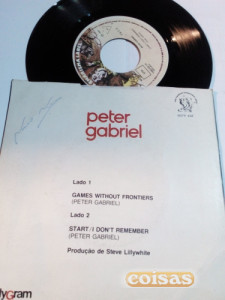 peter
gabriel
Lado 1
GAMES WITHOUT FRONTIERS
(PETER GABRIEL)
Lado 2
START/I DON'T REMEMBER
(PETER GABRIEL)
Produção de Steve Lillywhite
lyGram
coisas